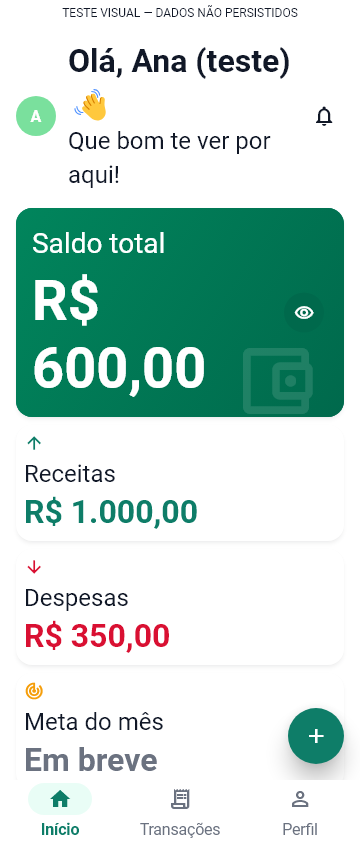 TESTE VISUAL — DADOS NÃO PERSISTIDOS
Olá, Ana (teste)
👋
A
Que bom te ver por
aqui!
Saldo total
R$
600,00
Receitas
R$ 1.000,00
Despesas
R$ 350,00
Meta do mês
Em breve
+
Início
Transações
Perfil